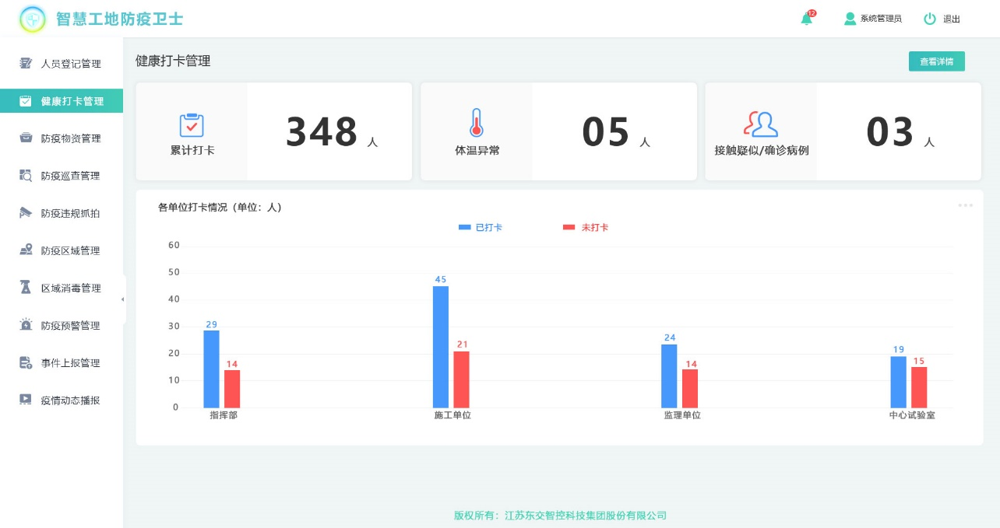 智慧工地防疫卫士
12
系统管理员
退出
人员登记管理
健康打卡管理
防疫物资管理
防疫巡查管理
防疫违规抓拍
防疫区域管理
区域消毒管理
防疫预警管理
事件上报管理
疫情动态播报
健康打卡管理
查看详情
累计打卡
348 人
体温异常
05 人
接触疑似/确诊病例
03 人
各单位打卡情况（单位：人）
已打卡 未打卡
60
50
40
30
20
10
0
29 14
45 21
24 14
19 15
指挥部 施工单位 监理单位 中心试验室
版权所有：江苏东交智控科技集团股份有限公司